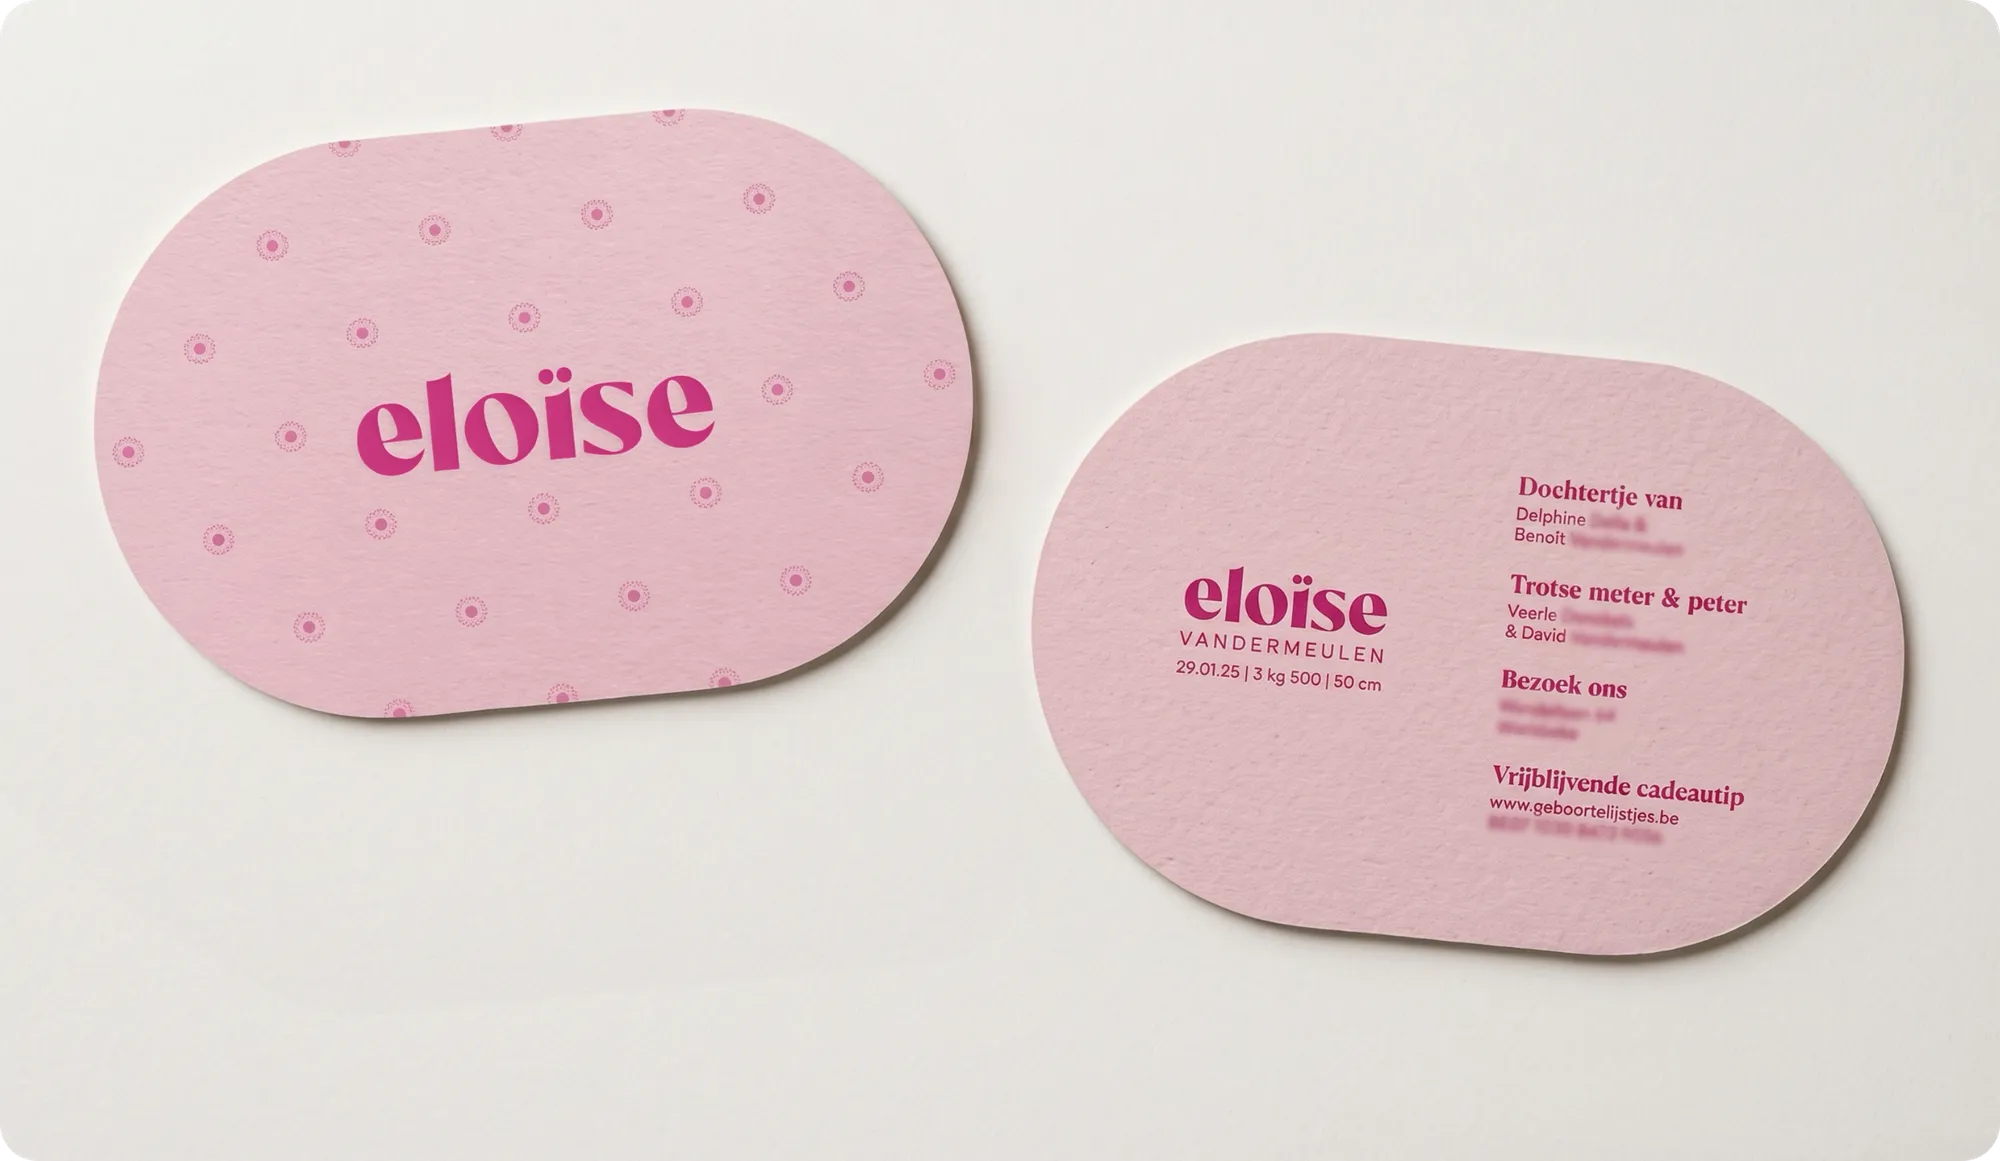 eloïse
eloïse
VANDERMEULEN
29.01.25 | 3 kg 500 | 50 cm
Dochtertje van
Delphine
Benoît
Trotse meter & peter
Veerle
& David
Bezoek ons
Vrijblijvende cadeautip
www.geboortelijstjes.be